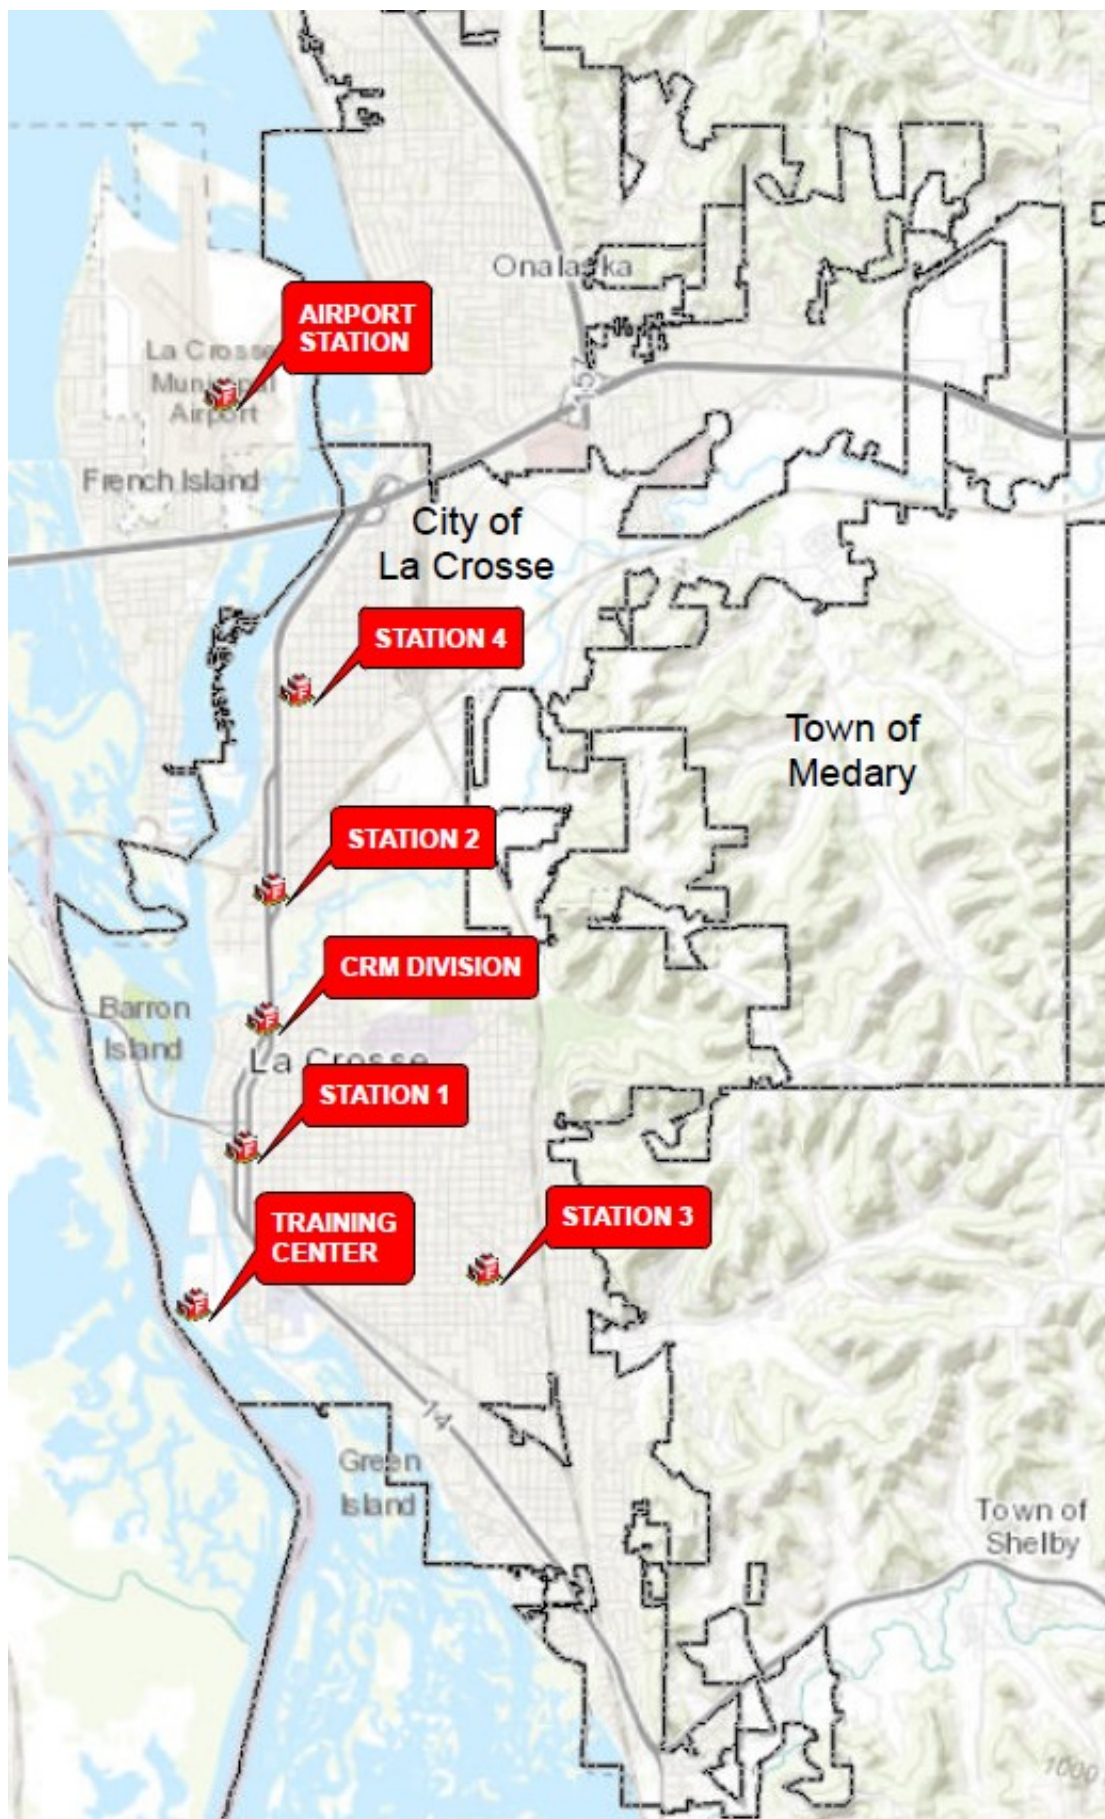 Onalaska
AIRPORT
STATION
La Crosse
Municipal
Airport
157
French Island
City of
La Crosse
STATION 4
Town of
Medary
STATION 2
CRM DIVISION
Barron
Island
La Crosse
STATION 1
STATION 3
TRAINING
CENTER
14
Green
Island
Town of
Shelby
1000